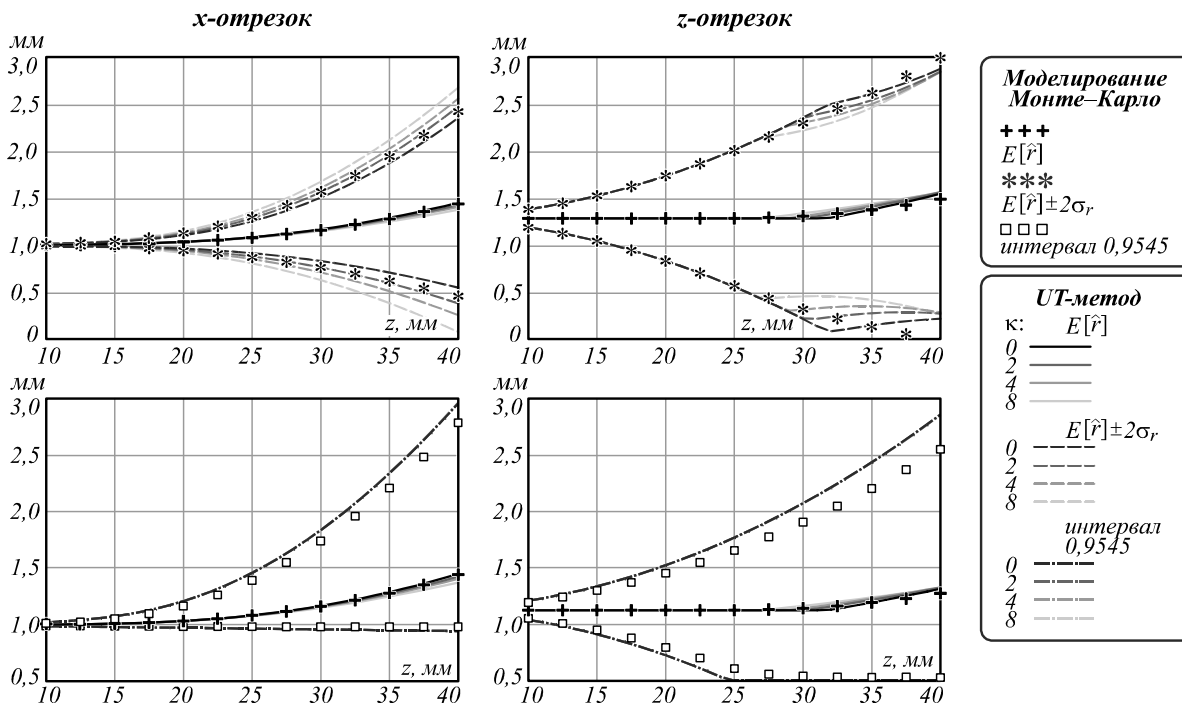 x-отрезок
z-отрезок
мм
3,0
2,5
2,0
1,5
1,0
0,5
0
z, мм
10 15 20 25 30 35 40
мм
3,0
2,5
2,0
1,5
1,0
0,5
0
z, мм
10 15 20 25 30 35 40
мм
3,0
2,5
2,0
1,5
1,0
0,5
z, мм
10 15 20 25 30 35 40
мм
3,0
2,5
2,0
1,5
1,0
0,5
z, мм
10 15 20 25 30 35 40
Моделирование
Монте–Карло
E[r̂]
E[r̂]±2σr
интервал 0,9545
UT-метод
κ: E[r̂]
0
2
4
8
E[r̂]±2σr
0
2
4
8
интервал
0,9545
0
2
4
8